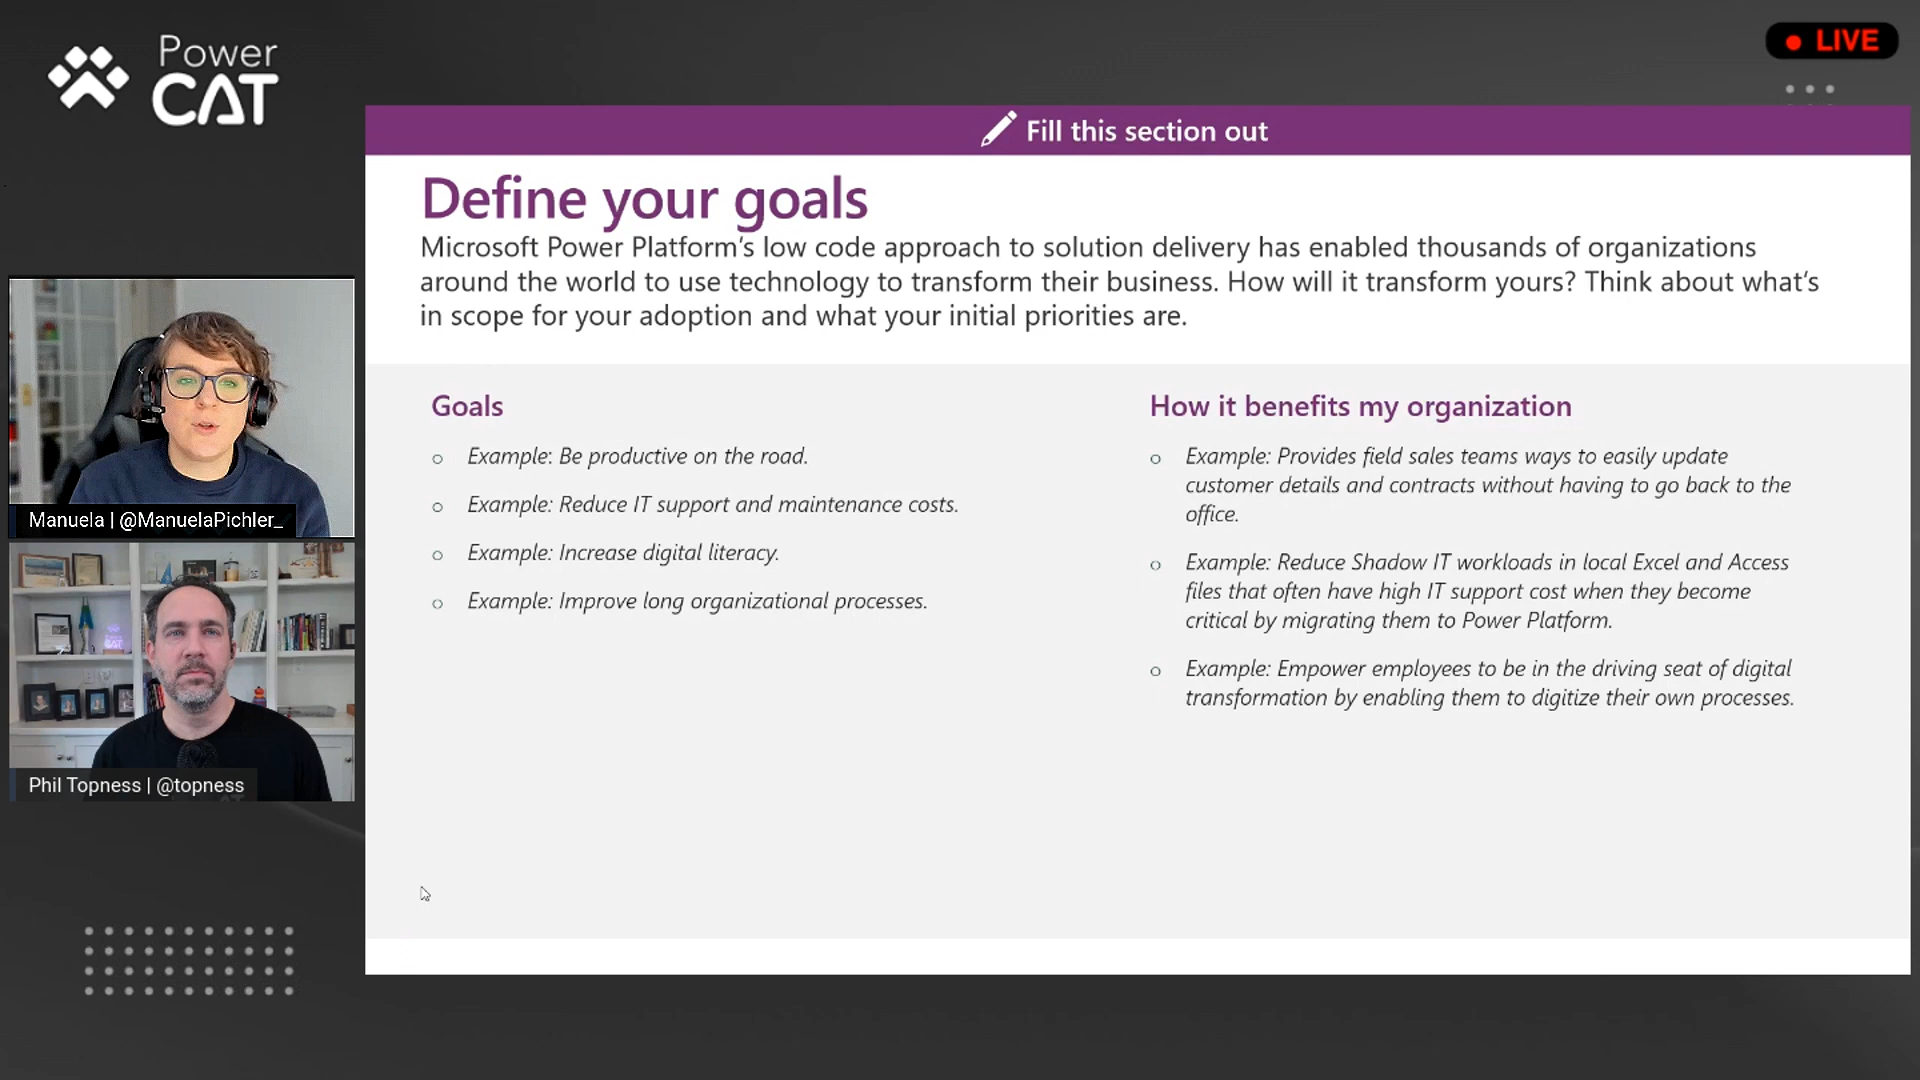 Power
CAT
LIVE
Fill this section out
Define your goals
Microsoft Power Platform’s low code approach to solution delivery has enabled thousands of organizations
around the world to use technology to transform their business. How will it transform yours? Think about what’s
in scope for your adoption and what your initial priorities are.
Goals
Example: Be productive on the road.
Example: Reduce IT support and maintenance costs.
Example: Increase digital literacy.
Example: Improve long organizational processes.
How it benefits my organization
Example: Provides field sales teams ways to easily update
customer details and contracts without having to go back to the
office.
Example: Reduce Shadow IT workloads in local Excel and Access
files that often have high IT support cost when they become
critical by migrating them to Power Platform.
Example: Empower employees to be in the driving seat of digital
transformation by enabling them to digitize their own processes.
Manuela | @ManuelaPichler_
Phil Topness | @topness